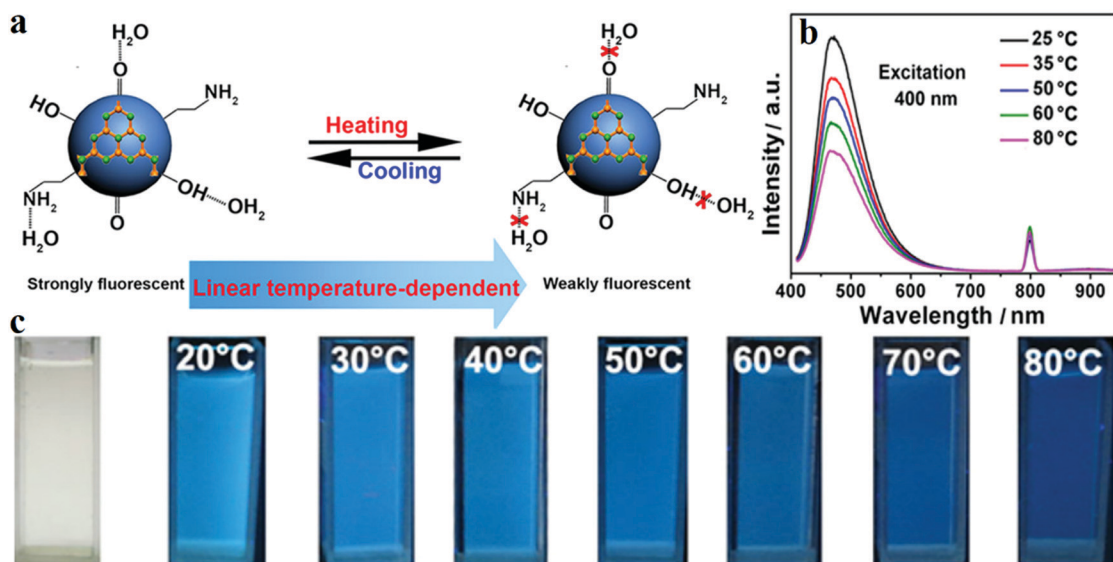 a
H₂O
O
HO
NH₂
NH₂
H₂O
O
OH
OH₂
Strongly fluorescent
Heating
Cooling
Linear temperature-dependent
H₂O
O
HO
NH₂
NH₂
H₂O
O
OH
OH₂
Weakly fluorescent
b
Intensity / a.u.
Excitation
400 nm
25 °C
35 °C
50 °C
60 °C
80 °C
400 500 600 700 800 900
Wavelength / nm
c
20°C 30°C 40°C 50°C 60°C 70°C 80°C